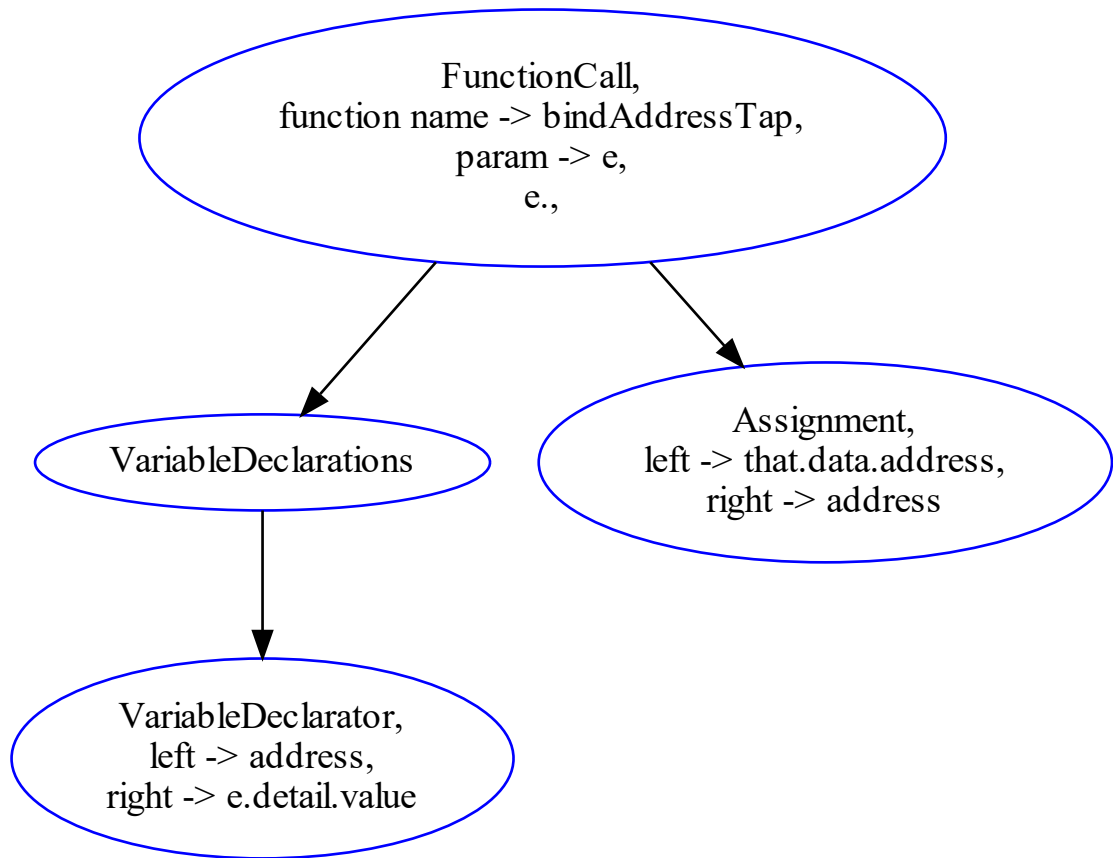 FunctionCall,
function name -> bindAddressTap,
param -> e,
e.,
VariableDeclarations
Assignment,
left -> that.data.address,
right -> address
VariableDeclarator,
left -> address,
right -> e.detail.value